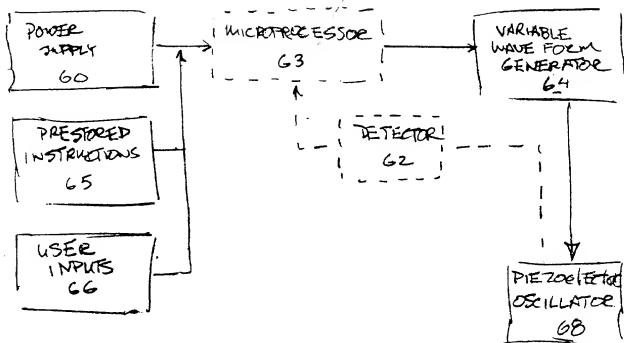 POWER
SUPPLY
60
MICROPROCESSOR
63
VARIABLE
WAVE FORM
GENERATOR
64
PRESTORED
INSTRUCTIONS
65
DETECTOR
62
USER
INPUTS
66
PIEZOELECTOR
OSCILLATOR
68